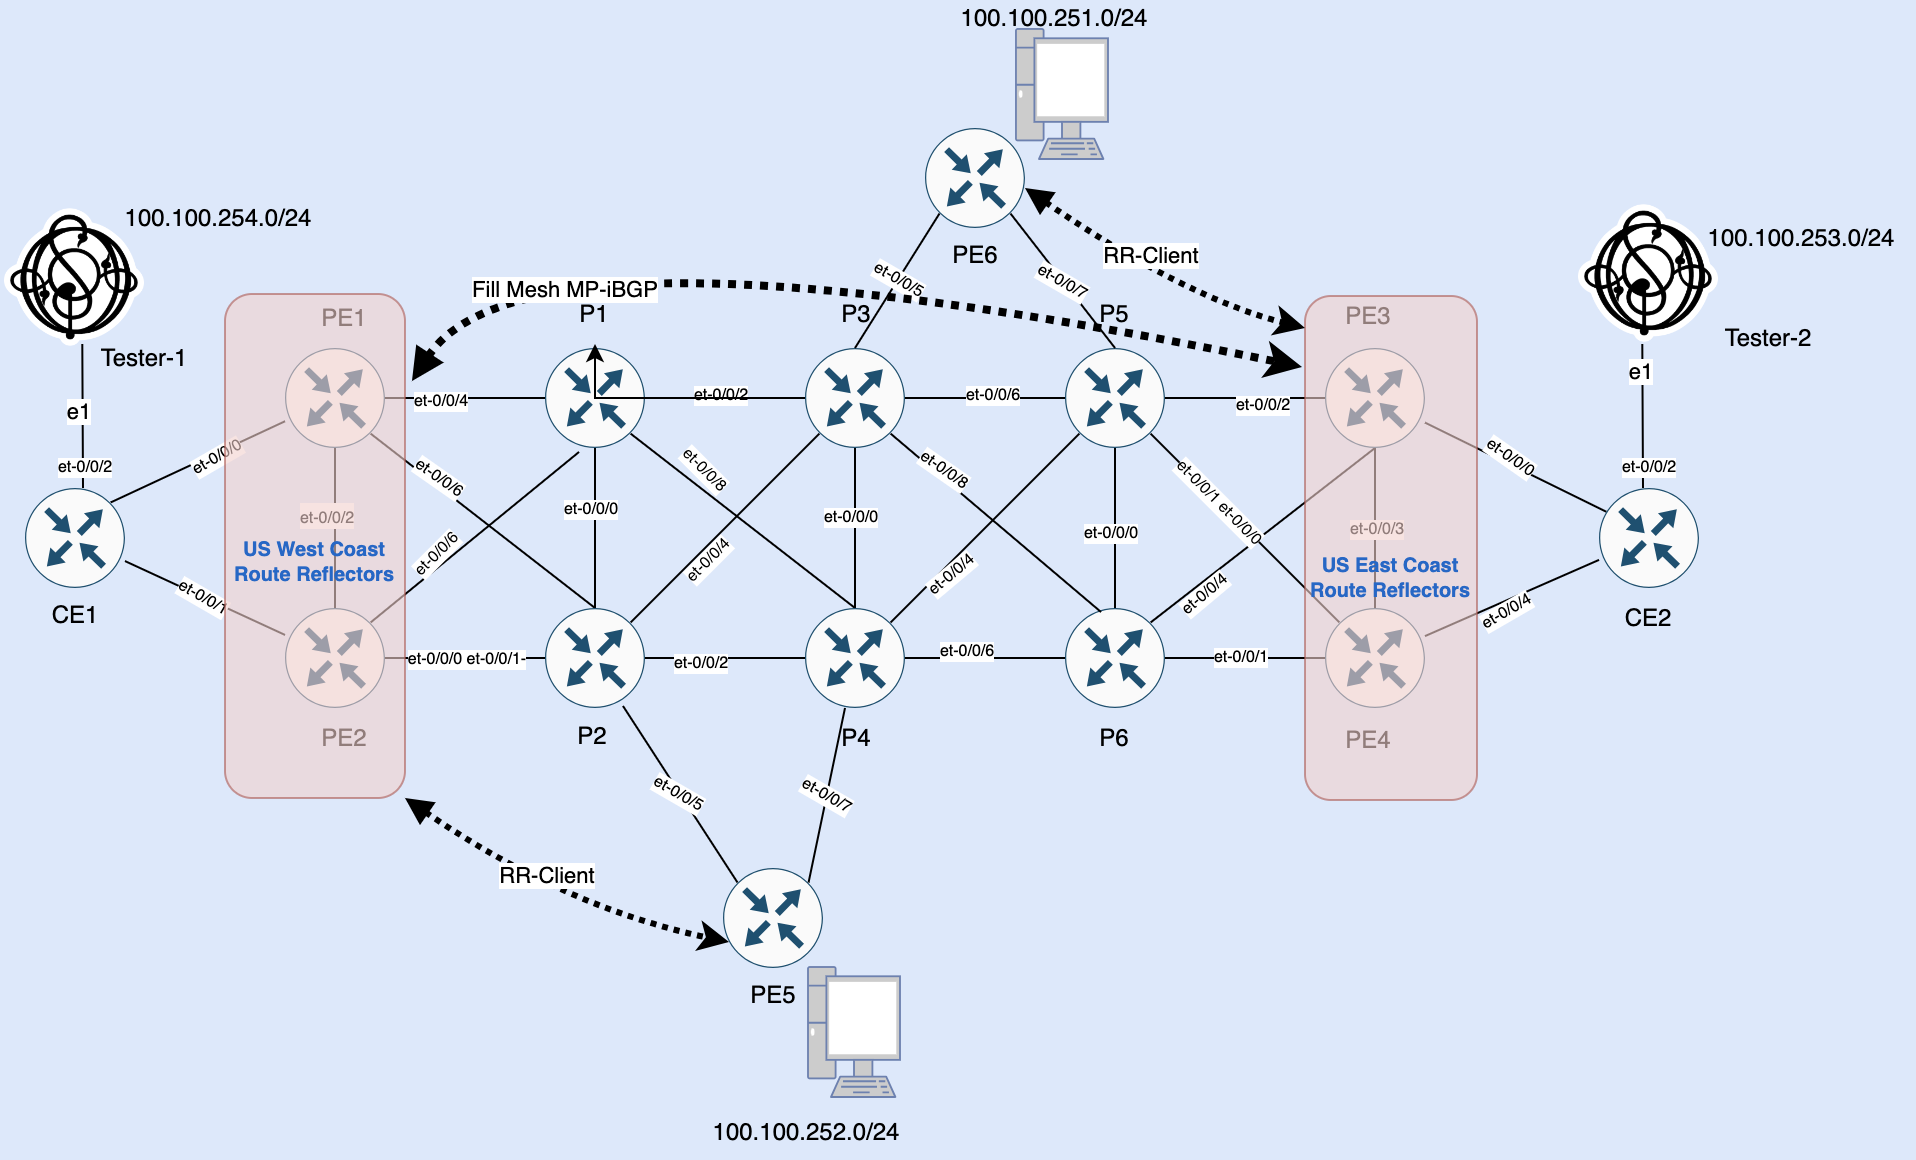 100.100.251.0/24
100.100.254.0/24
100.100.253.0/24
PE6
RR-Client
et-0/0/5
et-0/0/7
Fill Mesh MP-iBGP
PE1
P1
P3
P5
PE3
Tester-2
Tester-1
e1
e1
et-0/0/4
et-0/0/2
et-0/0/6
et-0/0/2
et-0/0/2
et-0/0/0
et-0/0/6
et-0/0/8
et-0/0/8
et-0/0/1
et-0/0/0
et-0/0/0
et-0/0/2
et-0/0/2
et-0/0/0
et-0/0/0
et-0/0/0
et-0/0/3
US West Coast
Route Reflectors
et-0/0/6
et-0/0/4
et-0/0/4
et-0/0/4
US East Coast
Route Reflectors
et-0/0/1
et-0/0/4
CE1
CE2
et-0/0/0 et-0/0/1-
et-0/0/2
et-0/0/6
et-0/0/1
PE2
P2
P4
P6
PE4
et-0/0/5
et-0/0/7
RR-Client
PE5
100.100.252.0/24